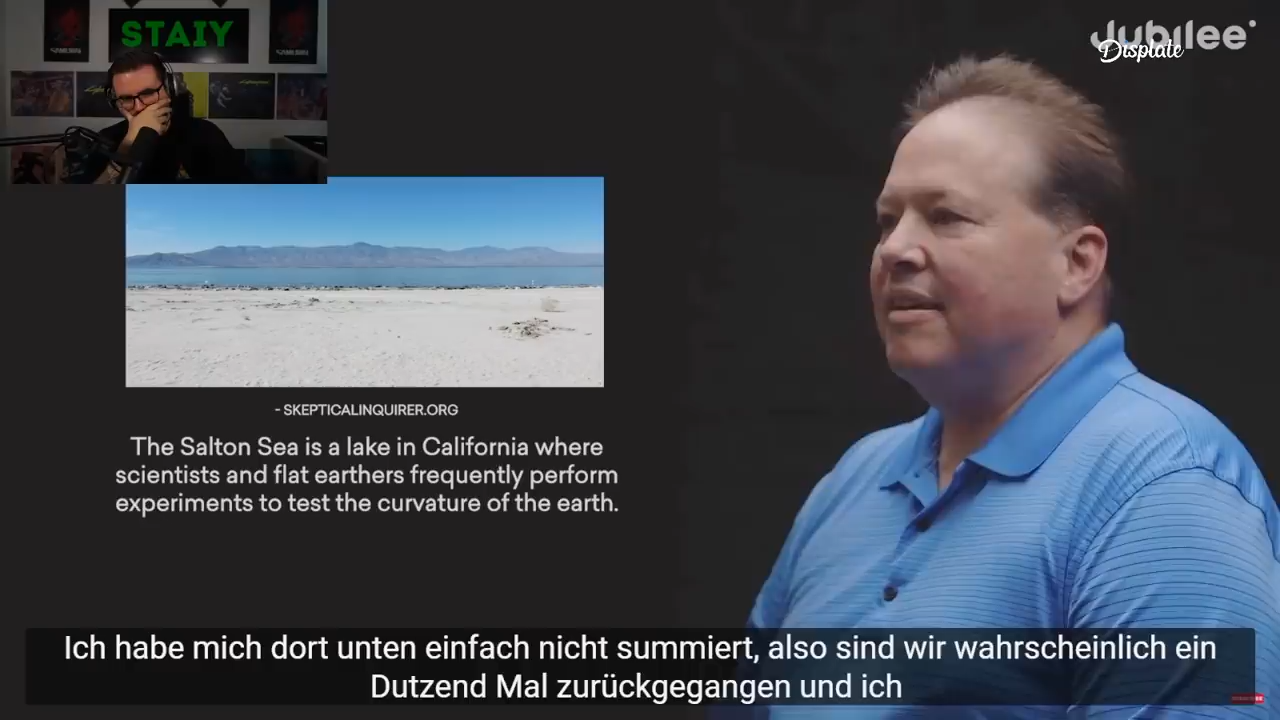 STAIY
Jubilee
Displate
- SKEPTICALINQUIRER.ORG
The Salton Sea is a lake in California where
scientists and flat earthers frequently perform
experiments to test the curvature of the earth.
Ich habe mich dort unten einfach nicht summiert, also sind wir wahrscheinlich ein
Dutzend Mal zurückgegangen und ich